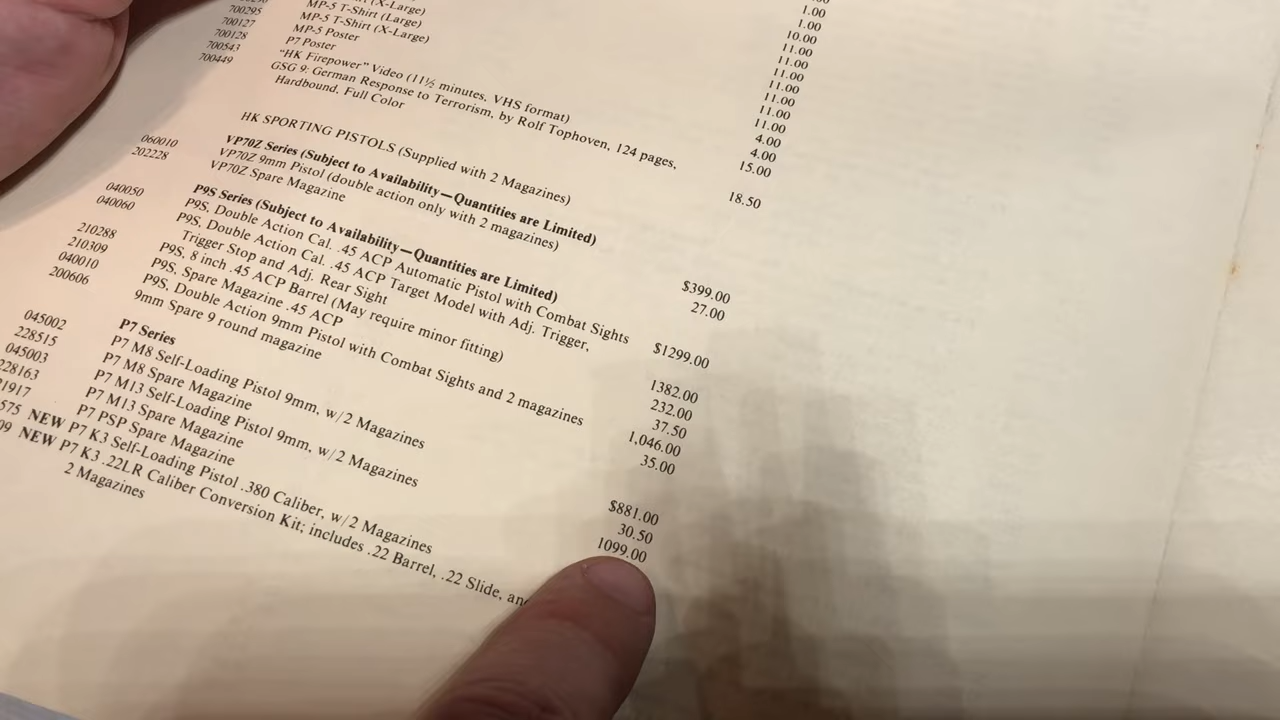 (X-Large) 1.00
700295 MP-5 T-Shirt (Large) 1.00
700127 MP-5 T-Shirt (X-Large) 10.00
700128 MP-5 Poster 11.00
700543 P7 Poster 11.00
700449 "HK Firepower" Video (11½ minutes, VHS format) 11.00
GSG 9: German Response to Terrorism, by Rolf Tophoven, 124 pages, 11.00
Hardbound, Full Color 11.00
11.00
11.00
4.00
4.00
15.00
18.50
HK SPORTING PISTOLS (Supplied with 2 Magazines)
VP70Z Series (Subject to Availability—Quantities are Limited)
060010 VP70Z 9mm Pistol (double action only with 2 magazines) $399.00
202228 VP70Z Spare Magazine 27.00
P9S Series (Subject to Availability—Quantities are Limited)
040050 P9S, Double Action Cal. .45 ACP Automatic Pistol with Combat Sights $1299.00
040060 P9S, Double Action Cal. .45 ACP Target Model with Adj. Trigger,
Trigger Stop and Adj. Rear Sight 1382.00
210288 P9S, 8 inch .45 ACP Barrel (May require minor fitting) 232.00
210309 P9S, Spare Magazine .45 ACP 37.50
040010 P9S, Double Action 9mm Pistol with Combat Sights and 2 magazines 1,046.00
200606 9mm Spare 9 round magazine 35.00
P7 Series
045002 P7 M8 Self-Loading Pistol 9mm, w/2 Magazines $881.00
228515 P7 M8 Spare Magazine 30.50
045003 P7 M13 Self-Loading Pistol 9mm, w/2 Magazines 1099.00
228163 P7 M13 Spare Magazine
1917 P7 PSP Spare Magazine
575 NEW P7 K3 Self-Loading Pistol .380 Caliber, w/2 Magazines
09 NEW P7 K3 .22LR Caliber Conversion Kit; includes .22 Barrel, .22 Slide, and
2 Magazines